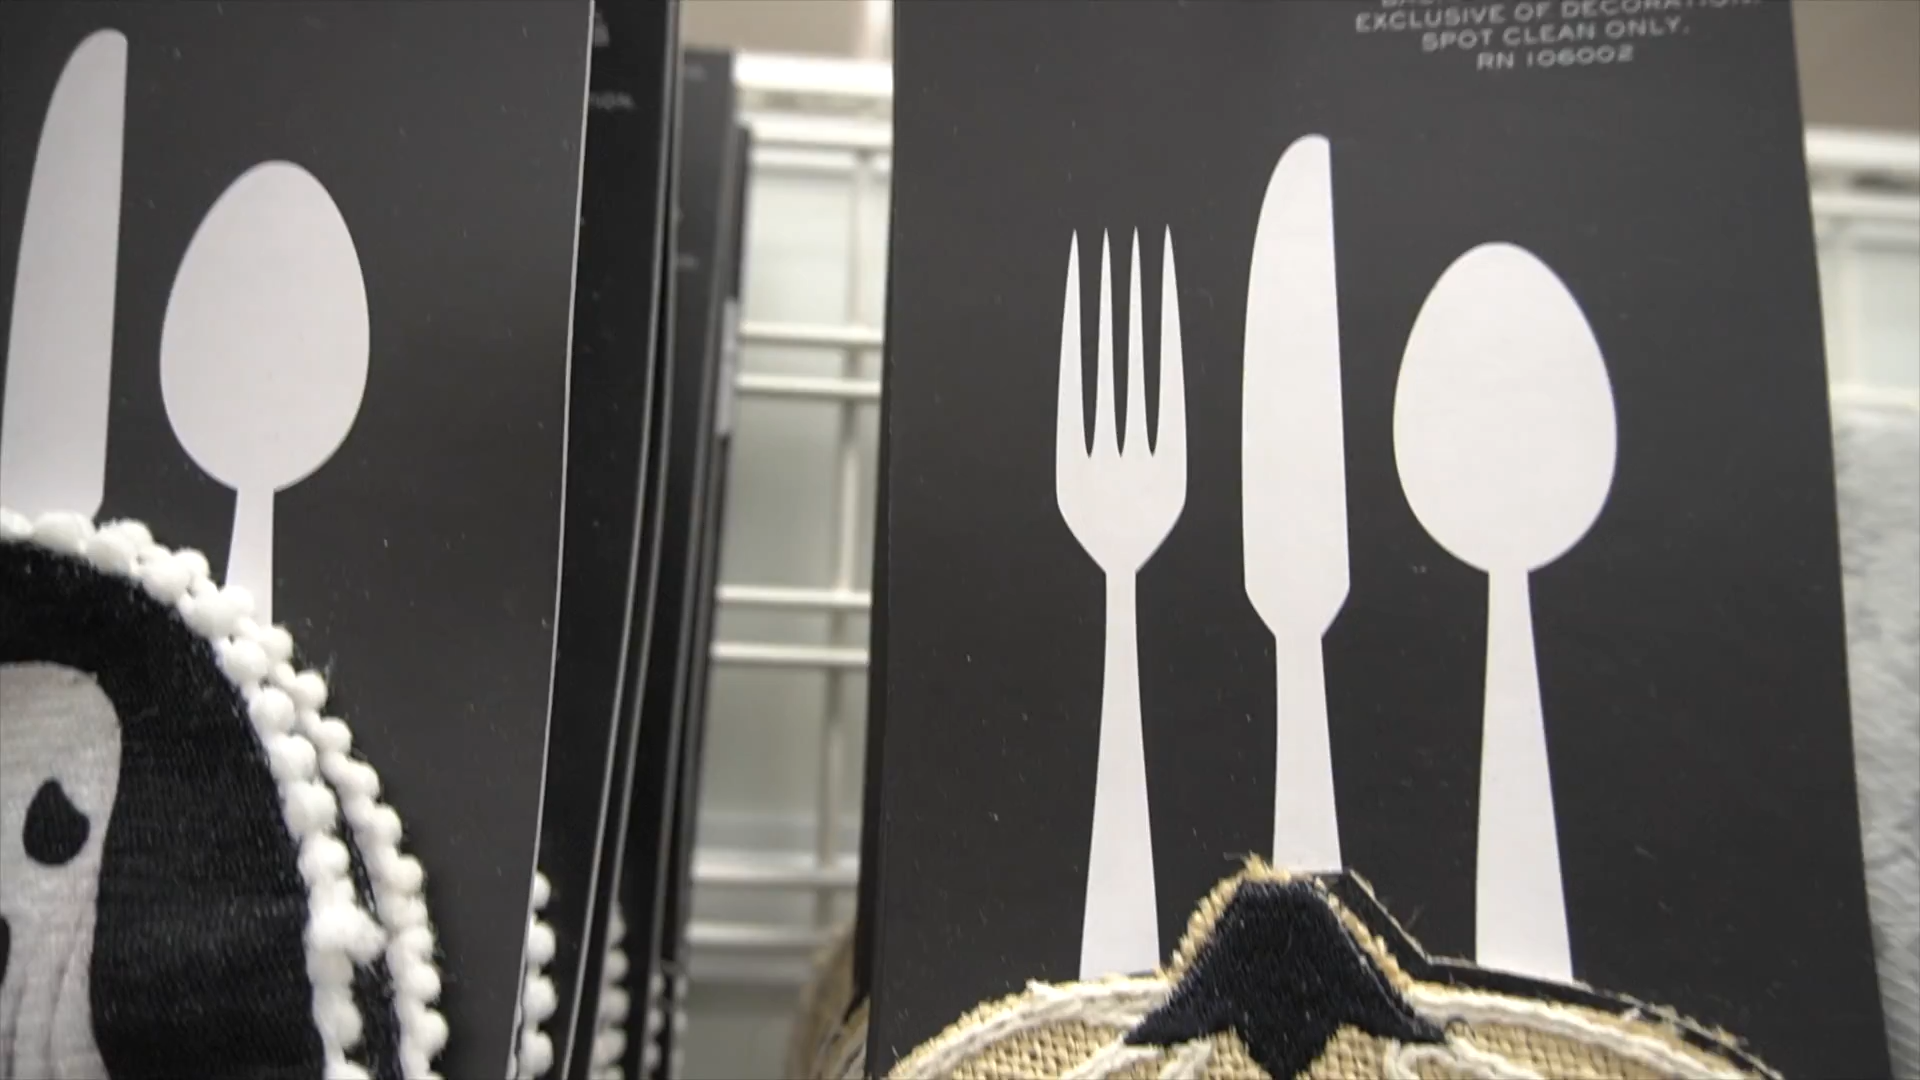 EXCLUSIVE OF DECORATION.
SPOT CLEAN ONLY.
RN 106002